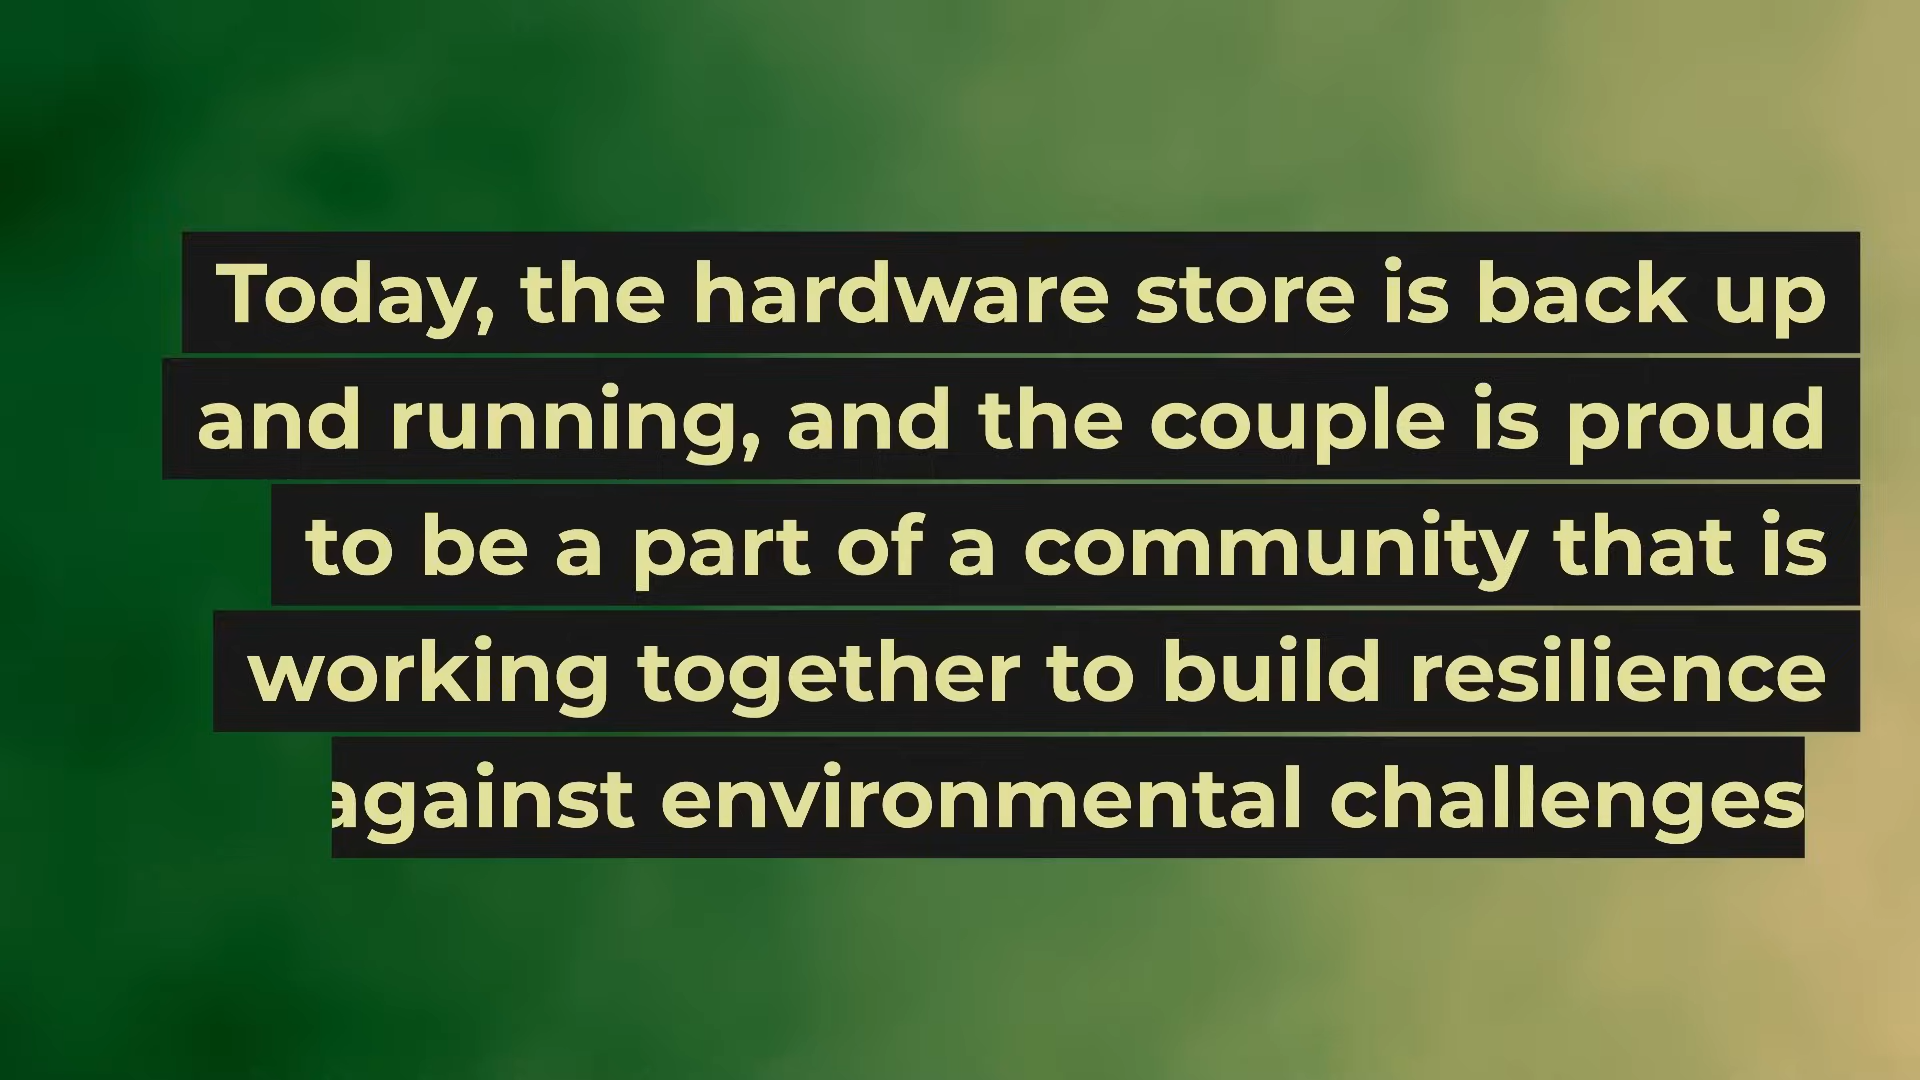 Today, the hardware store is back up
and running, and the couple is proud
to be a part of a community that is
working together to build resilience
against environmental challenges